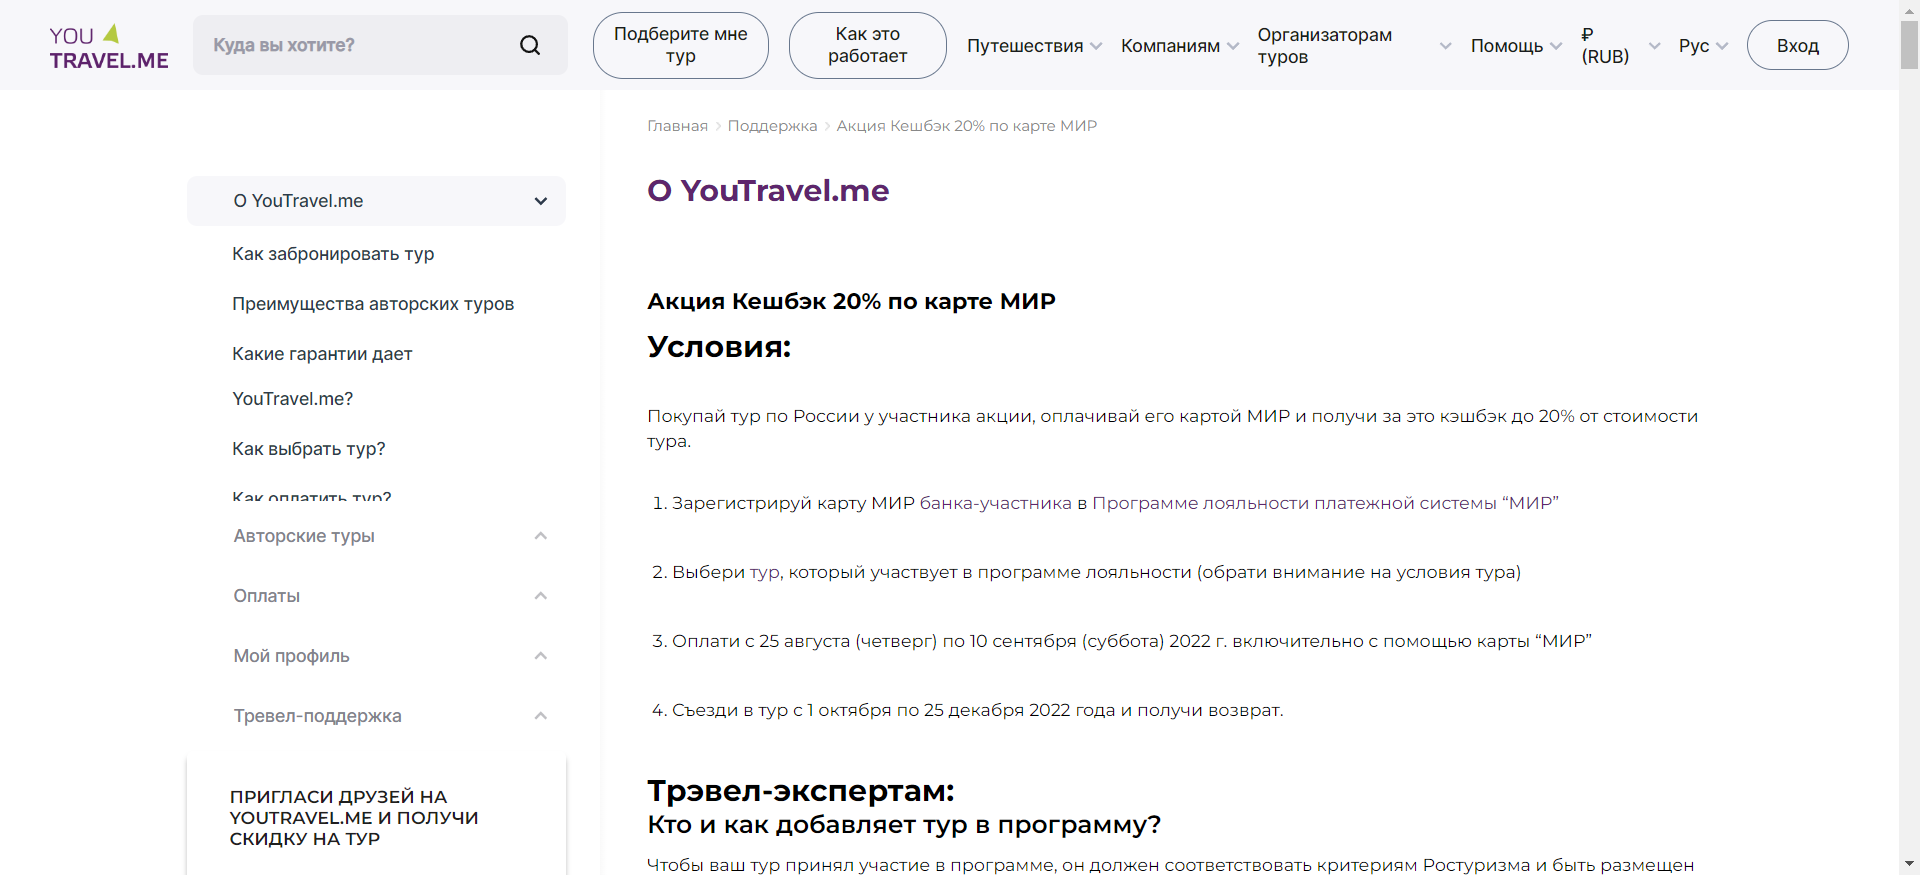 YOU
TRAVEL.ME
Куда вы хотите?
Подберите мне
тур
Как это
работает
Путешествия
Компаниям
Организаторам
туров
Помощь
₽
(RUB)
Рус
Вход
Главная
Поддержка
Акция Кешбэк 20% по карте МИР
О YouTravel.me
Как забронировать тур
Преимущества авторских туров
Какие гарантии дает
YouTravel.me?
Как выбрать тур?
Как оплатить тур?
Авторские туры
Оплаты
Мой профиль
Тревел-поддержка
ПРИГЛАСИ ДРУЗЕЙ НА
YOUTRAVEL.ME И ПОЛУЧИ
СКИДКУ НА ТУР
О YouTravel.me
Акция Кешбэк 20% по карте МИР
Условия:
Покупай тур по России у участника акции, оплачивай его картой МИР и получи за это кэшбэк до 20% от стоимости
тура.
1. Зарегистрируй карту МИР банка-участника в Программе лояльности платежной системы “МИР”
2. Выбери тур, который участвует в программе лояльности (обрати внимание на условия тура)
3. Оплати с 25 августа (четверг) по 10 сентября (суббота) 2022 г. включительно с помощью карты “МИР”
4. Съезди в тур с 1 октября по 25 декабря 2022 года и получи возврат.
Трэвел-экспертам:
Кто и как добавляет тур в программу?
Чтобы ваш тур принял участие в программе, он должен соответствовать критериям Ростуризма и быть размещен